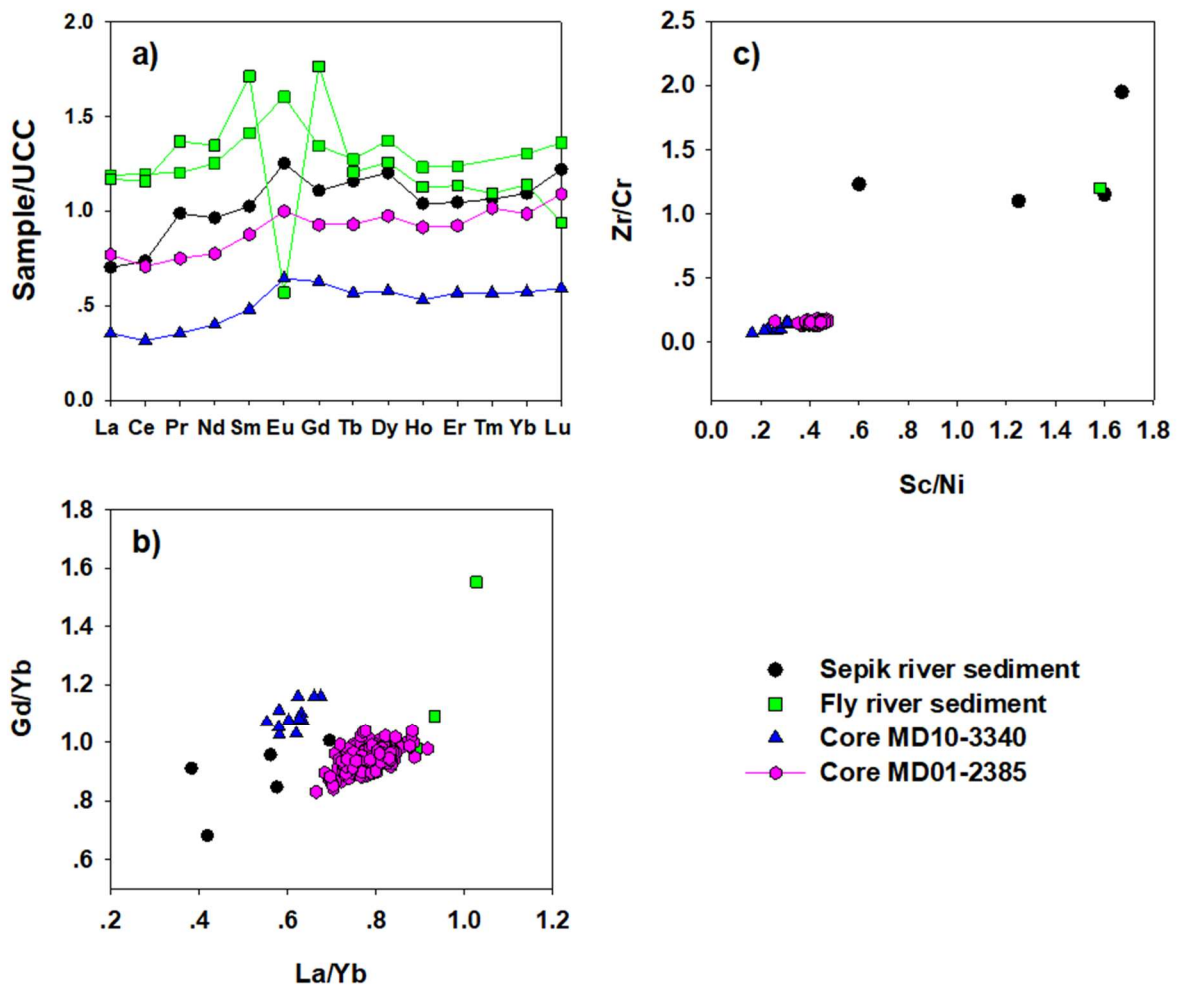 a)
Sample/UCC
2.0
1.5
1.0
.5
0.0
La Ce Pr Nd Sm Eu Gd Tb Dy Ho Er Tm Yb Lu
c)
Zr/Cr
2.5
2.0
1.5
1.0
.5
0.0
0.0 .2 .4 .6 .8 1.0 1.2 1.4 1.6 1.8
Sc/Ni
b)
Gd/Yb
1.8
1.6
1.4
1.2
1.0
.8
.6
.2 .4 .6 .8 1.0 1.2
La/Yb
Sepik river sediment
Fly river sediment
Core MD10-3340
Core MD01-2385